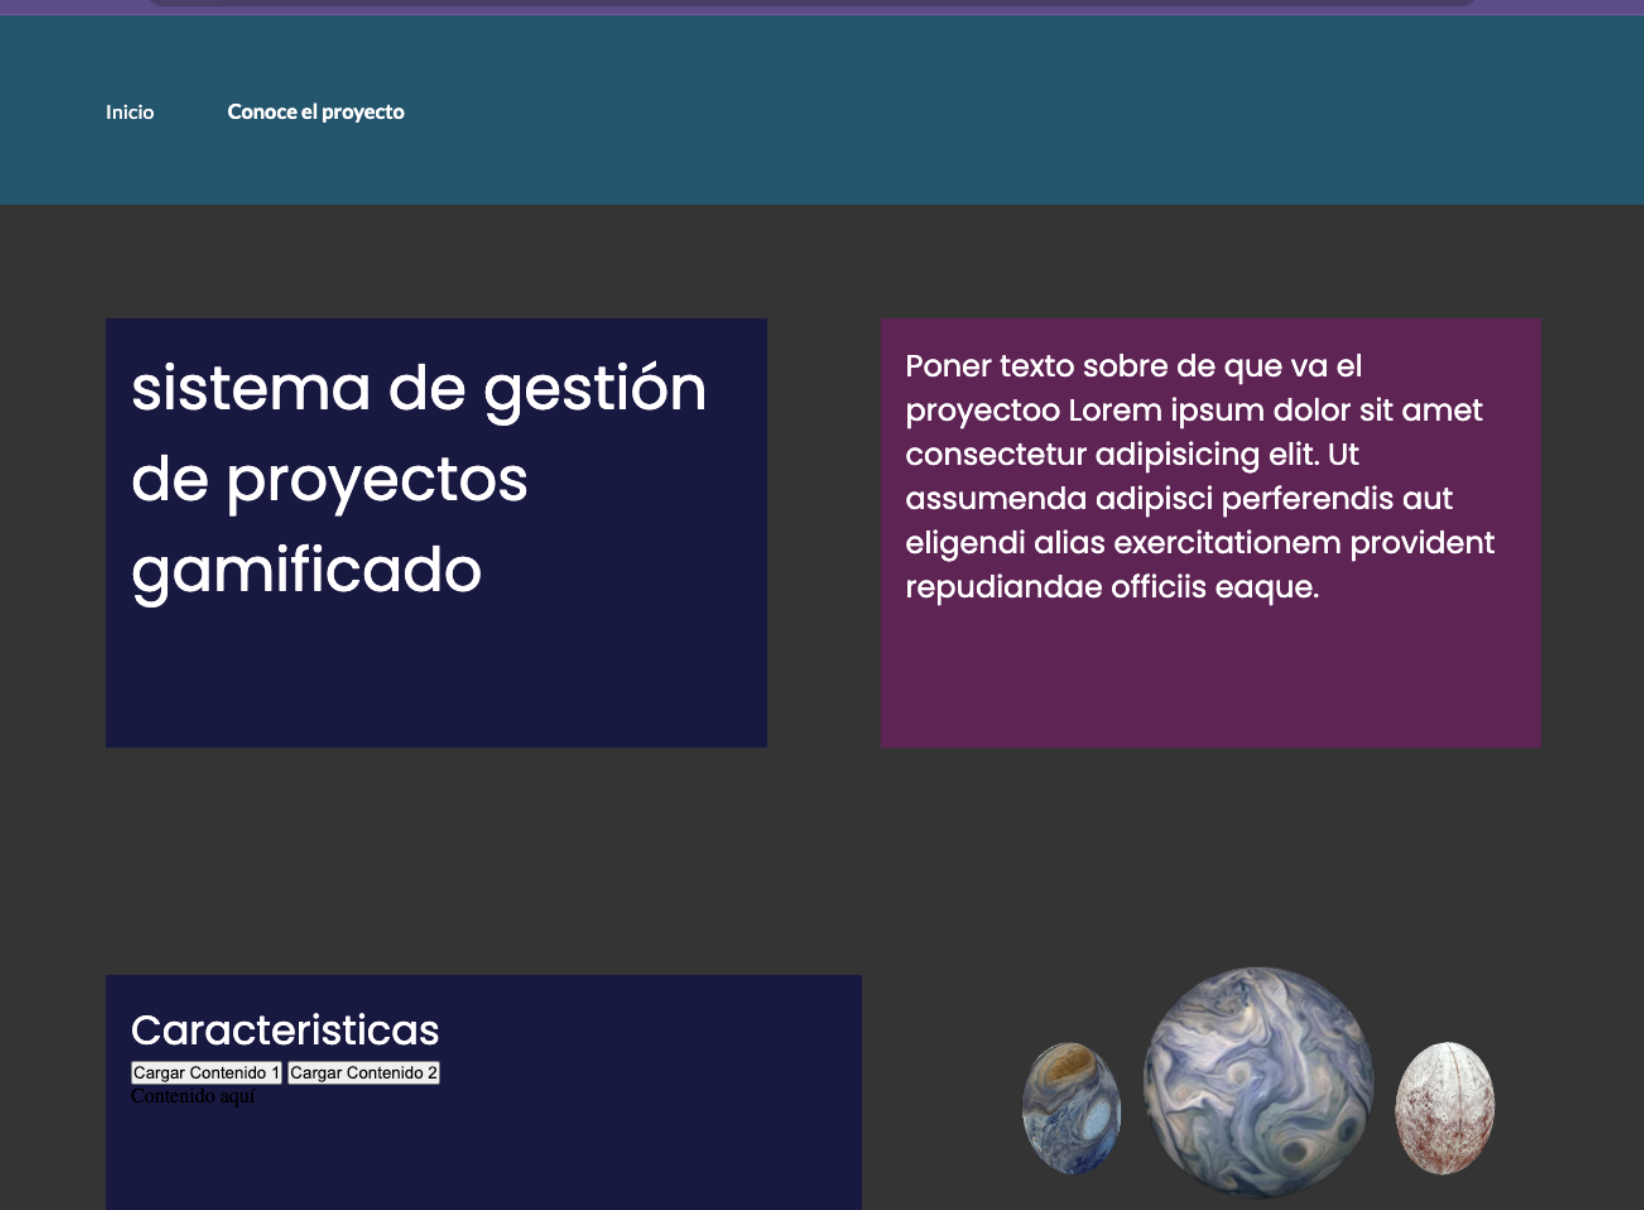 Inicio
Conoce el proyecto
sistema de gestión
de proyectos
gamificado
Poner texto sobre de que va el
proyectoo Lorem ipsum dolor sit amet
consectetur adipisicing elit. Ut
assumenda adipisci perferendis aut
eligendi alias exercitationem provident
repudiandae officiis eaque.
Caracteristicas
Cargar Contenido 1
Cargar Contenido 2
Contenido aquí